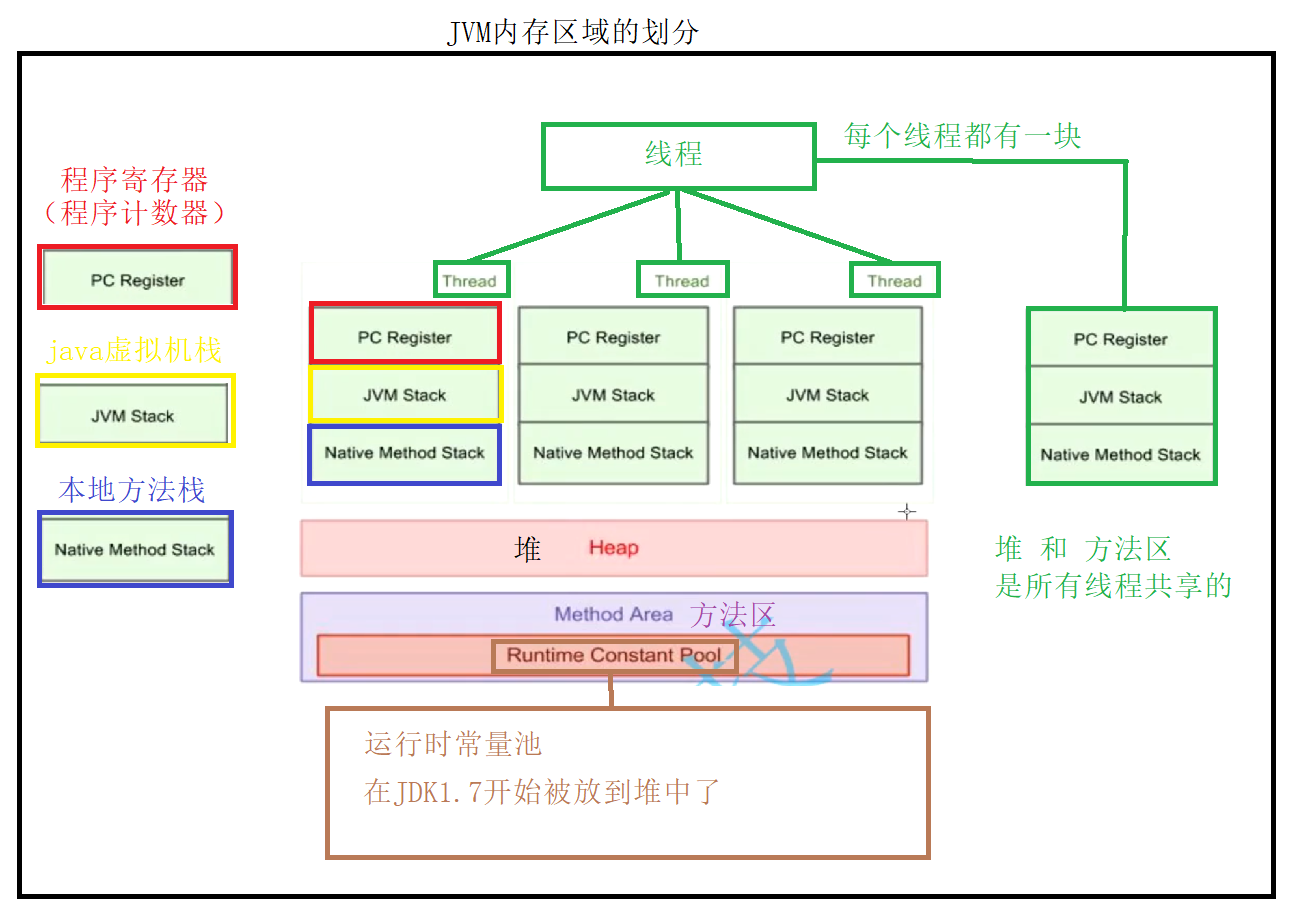 JVM内存区域的划分
线程
每个线程都有一块
程序寄存器
（程序计数器）
PC Register
java虚拟机栈
JVM Stack
本地方法栈
Native Method Stack
Thread
Thread
Thread
PC Register
JVM Stack
Native Method Stack
PC Register
JVM Stack
Native Method Stack
PC Register
JVM Stack
Native Method Stack
PC Register
JVM Stack
Native Method Stack
堆 Heap
堆 和 方法区
是所有线程共享的
Method Area 方法区
Runtime Constant Pool
运行时常量池
在JDK1.7开始被放到堆中了